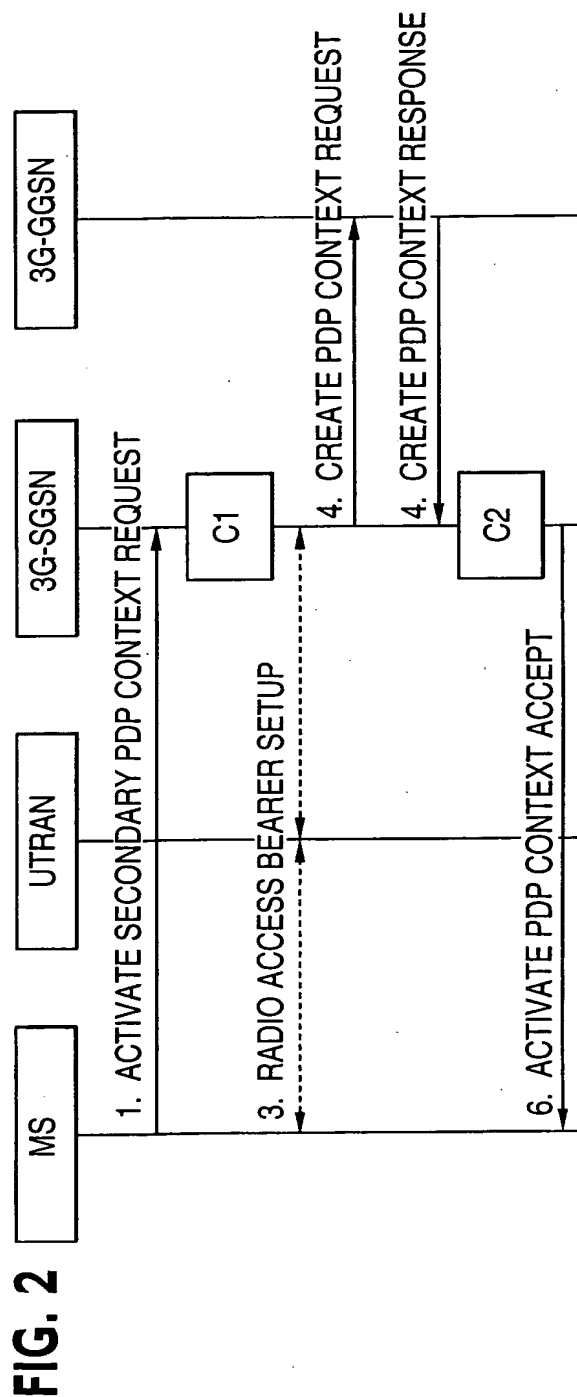 FIG. 2
MS
UTRAN
3G-SGSN
3G-GGSN
1. ACTIVATE SECONDARY PDP CONTEXT REQUEST
C1
3. RADIO ACCESS BEARER SETUP
4. CREATE PDP CONTEXT REQUEST
4. CREATE PDP CONTEXT RESPONSE
C2
6. ACTIVATE PDP CONTEXT ACCEPT